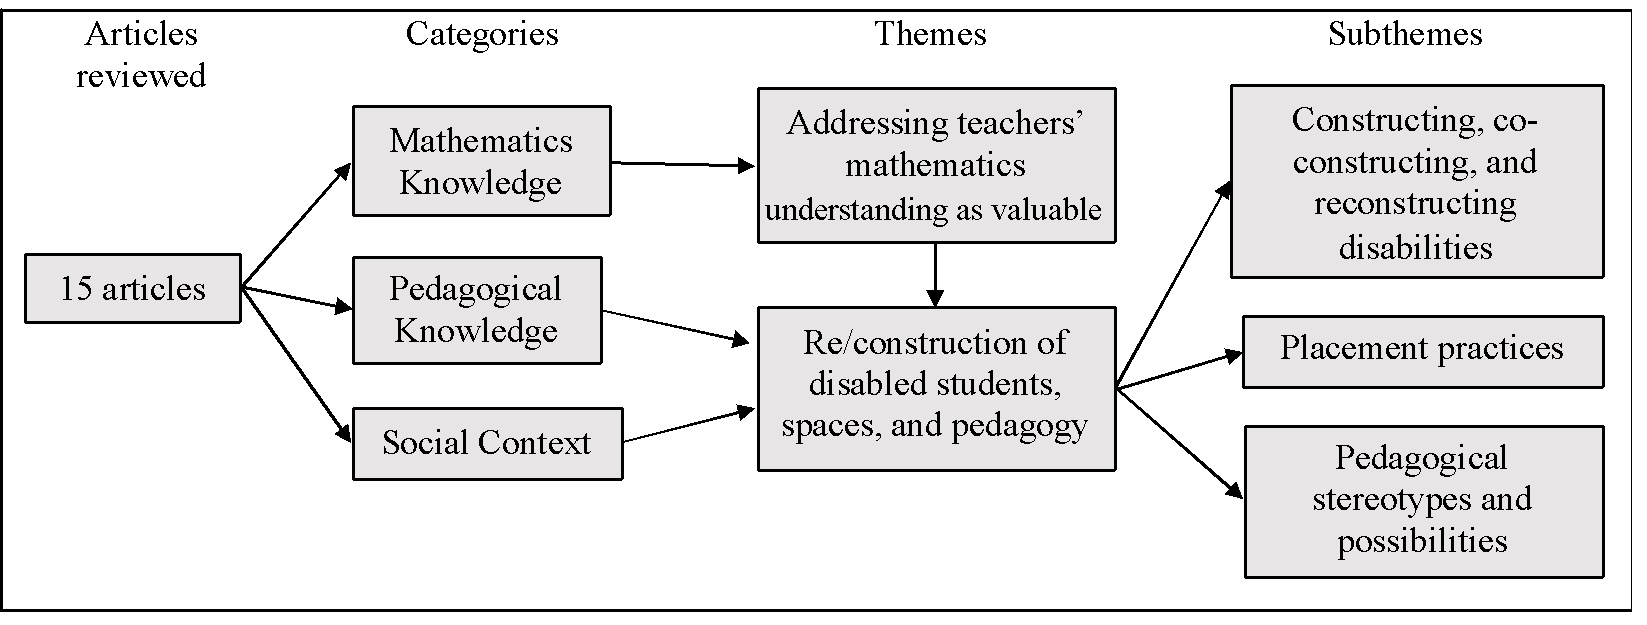 Articles
reviewed
Categories
Themes
Subthemes
15 articles
Mathematics
Knowledge
Pedagogical
Knowledge
Social Context
Addressing teachers’
mathematics
understanding as valuable
Re/construction of
disabled students,
spaces, and pedagogy
Constructing, co-
constructing, and
reconstructing
disabilities
Placement practices
Pedagogical
stereotypes and
possibilities